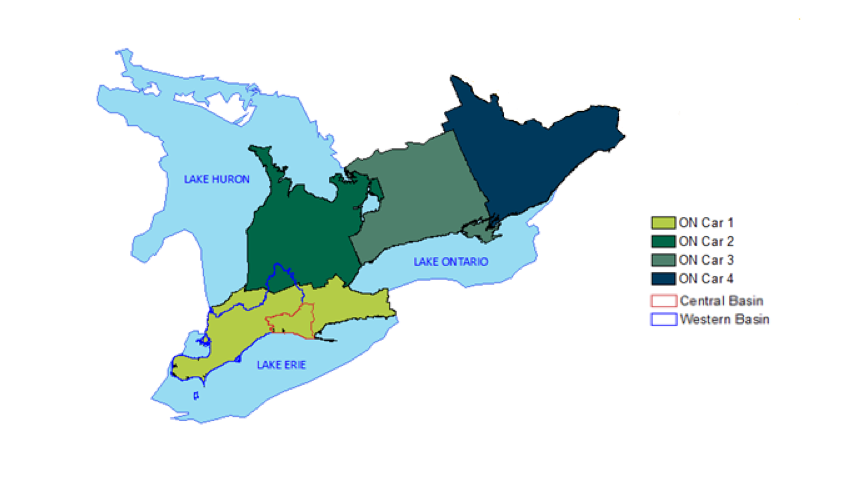 LAKE HURON
LAKE ONTARIO
LAKE ERIE
ON Car 1
ON Car 2
ON Car 3
ON Car 4
Central Basin
Western Basin